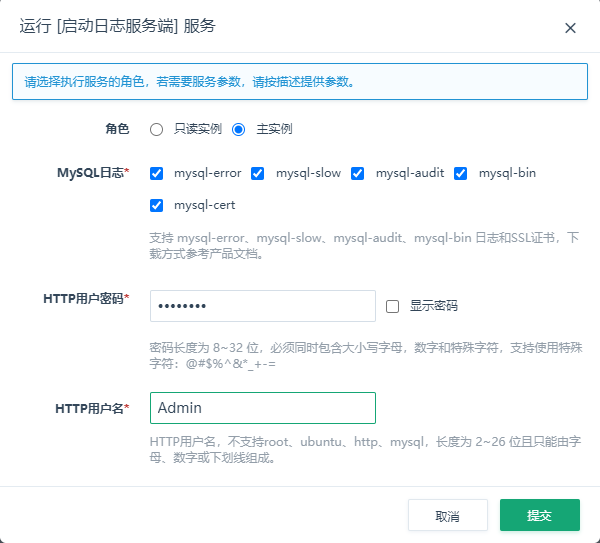 运行 [启动日志服务端] 服务
请选择执行服务的角色，若需要服务参数，请按描述提供参数。
角色 只读实例 主实例
MySQL日志* mysql-error mysql-slow mysql-audit mysql-bin
mysql-cert
支持 mysql-error、mysql-slow、mysql-audit、mysql-bin 日志和SSL证书，下
载方式参考产品文档。
HTTP用户密码* •••••••• 显示密码
密码长度为 8~32 位，必须同时包含大小写字母，数字和特殊字符，支持使用特殊
字符：@#$%^&*_+-=
HTTP用户名* Admin
HTTP用户名，不支持root、ubuntu、http、mysql，长度为 2~26 位且只能由字
母、数字或下划线组成。
取消 提交